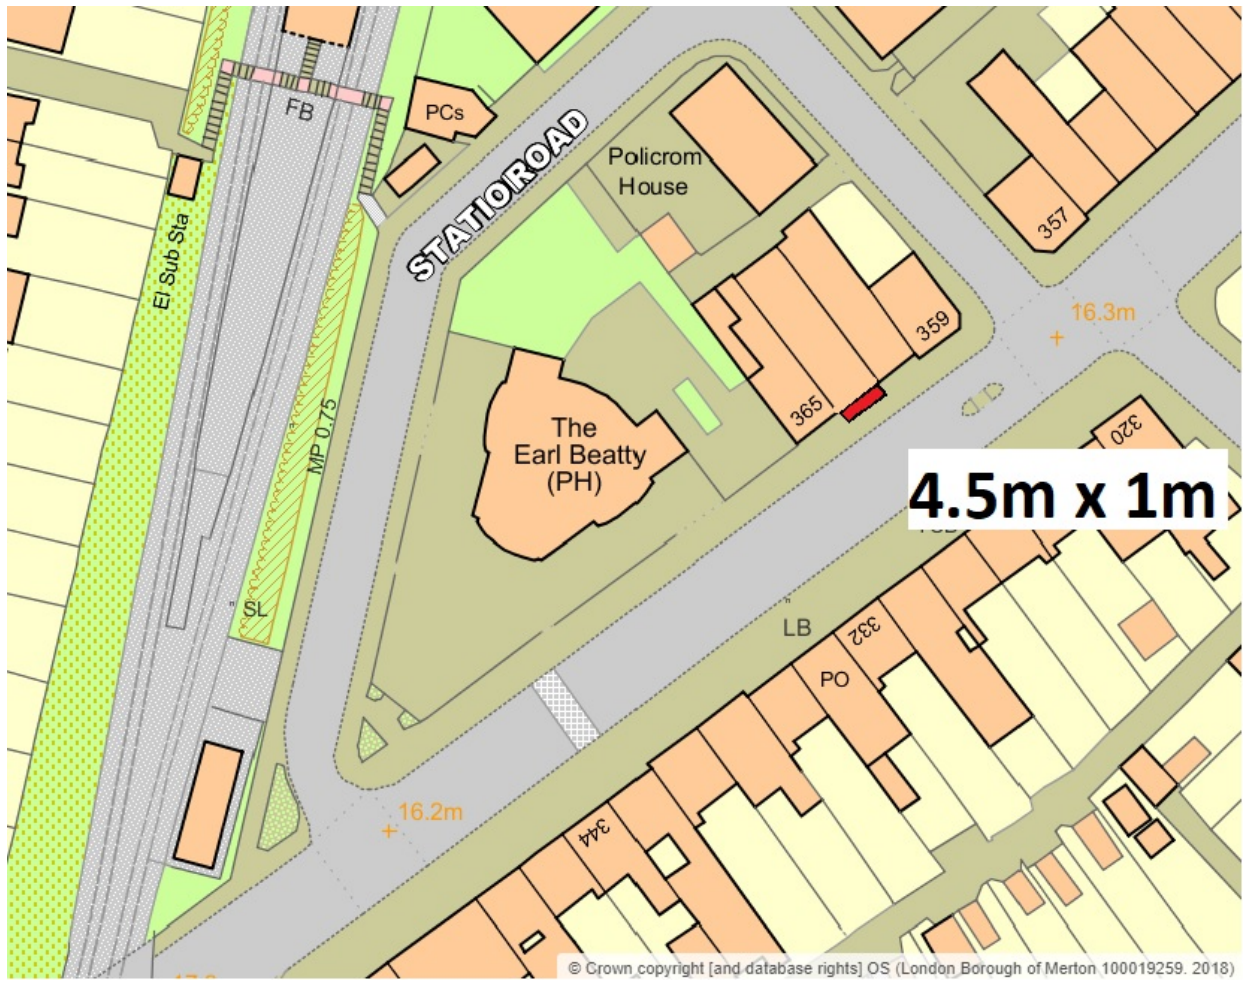 FB
PCs
STATIOROAD
Policrom
House
357
El Sub Sta
16.3m
359
365
The
Earl Beatty
(PH)
MP 0.75
320
4.5m x 1m
" SL
"
LB
332
PO
16.2m
344
© Crown copyright [and database rights] OS (London Borough of Merton 100019259. 2018)